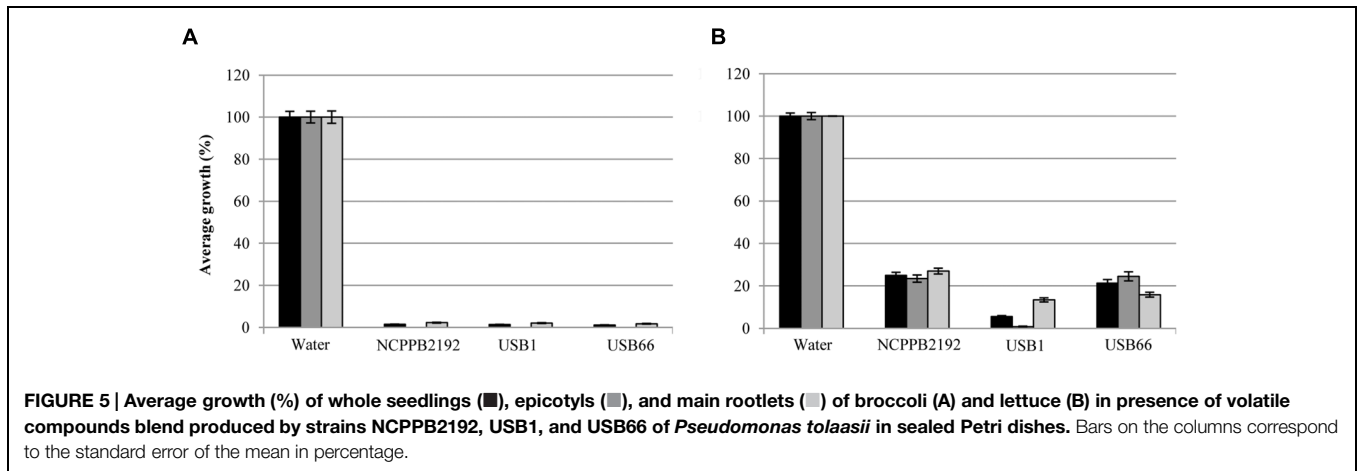 A
B
Average growth (%)
120
100
80
60
40
20
0
Water NCPPB2192 USB1 USB66
120
100
80
60
40
20
0
Water NCPPB2192 USB1 USB66
FIGURE 5 | Average growth (%) of whole seedlings (■), epicotyls (■), and main rootlets (■) of broccoli (A) and lettuce (B) in presence of volatile
compounds blend produced by strains NCPPB2192, USB1, and USB66 of Pseudomonas tolaasii in sealed Petri dishes. Bars on the columns correspond
to the standard error of the mean in percentage.